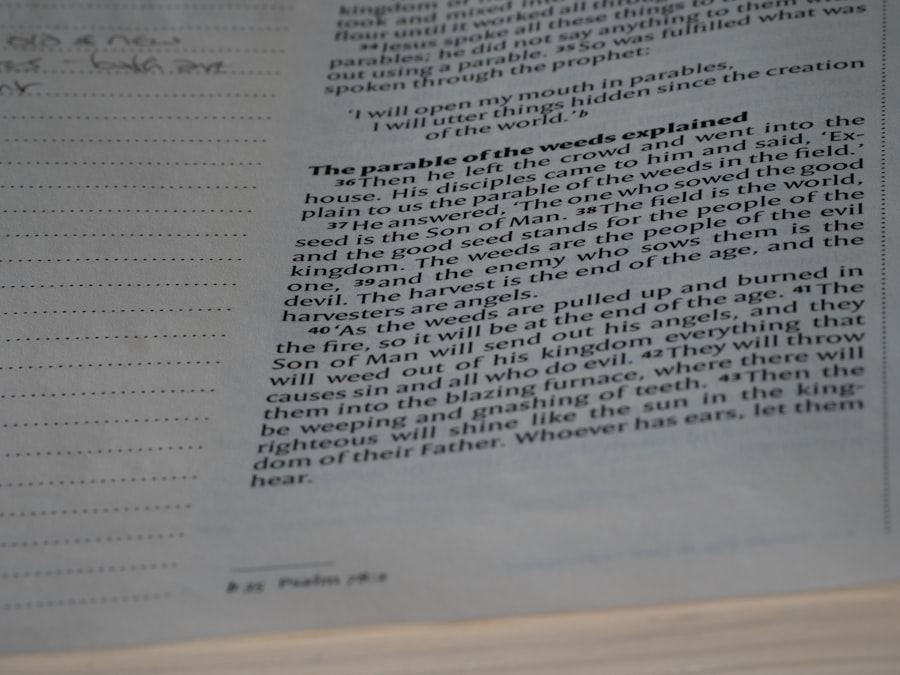 old & new
- both are
kingdom of
took and mixed into
flour until it worked all through
34 Jesus spoke all these things to
parables; he did not say anything to them with-
out using a parable. 35 So was fulfilled what was
spoken through the prophet:
‘I will open my mouth in parables,
I will utter things hidden since the creation
of the world.’ b
The parable of the weeds explained
36 Then he left the crowd and went into the
house. His disciples came to him and said, ‘Ex-
plain to us the parable of the weeds in the field.’
37 He answered, ‘The one who sowed the good
seed is the Son of Man. 38 The field is the world,
and the good seed stands for the people of the
kingdom. The weeds are the people of the evil
one, 39 and the enemy who sows them is the
devil. The harvest is the end of the age, and the
harvesters are angels.
40 ‘As the weeds are pulled up and burned in
the fire, so it will be at the end of the age. 41 The
Son of Man will send out his angels, and they
will weed out of his kingdom everything that
causes sin and all who do evil. 42 They will throw
them into the blazing furnace, where there will
be weeping and gnashing of teeth. 43 Then the
righteous will shine like the sun in the king-
dom of their Father. Whoever has ears, let them
hear.
b 35 Psalm 78:2